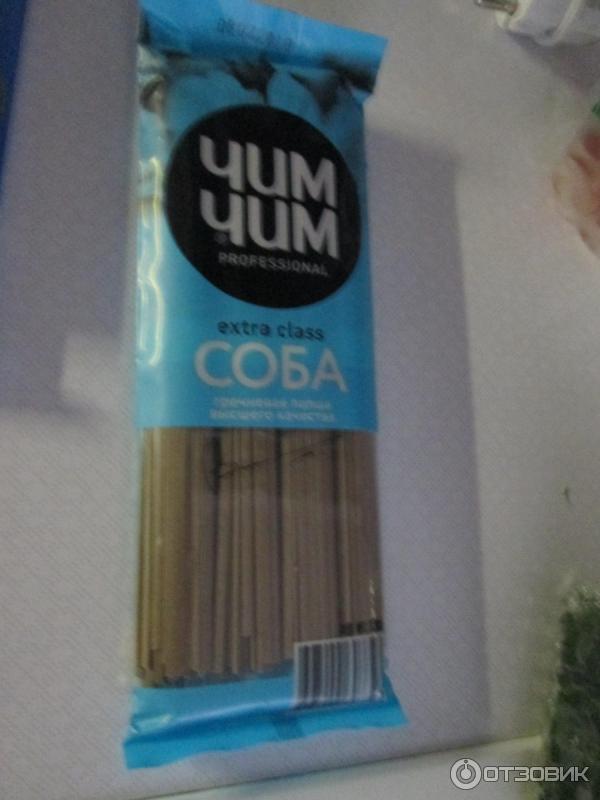 ЧИМ
ЧИМ
®
PROFESSIONAL
extra class
СОБА
гречневая лапша
высшего качества
ОТЗОВИК